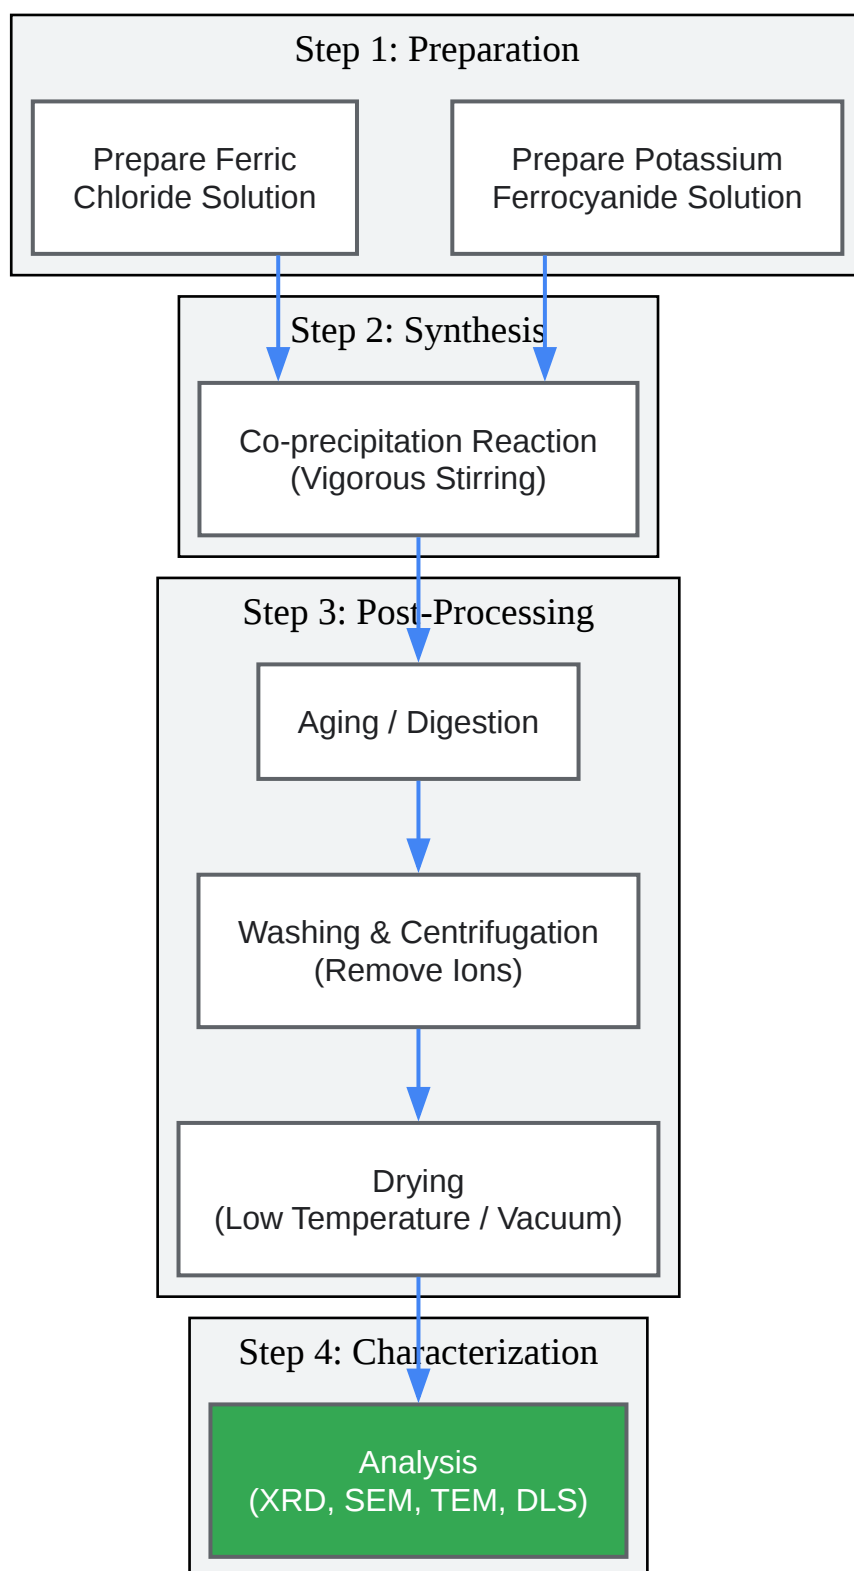 Step 1: Preparation
Prepare Ferric
Chloride Solution
Prepare Potassium
Ferrocyanide Solution
Step 2: Synthesis
Co-precipitation Reaction
(Vigorous Stirring)
Step 3: Post-Processing
Aging / Digestion
Washing & Centrifugation
(Remove Ions)
Drying
(Low Temperature / Vacuum)
Step 4: Characterization
Analysis
(XRD, SEM, TEM, DLS)